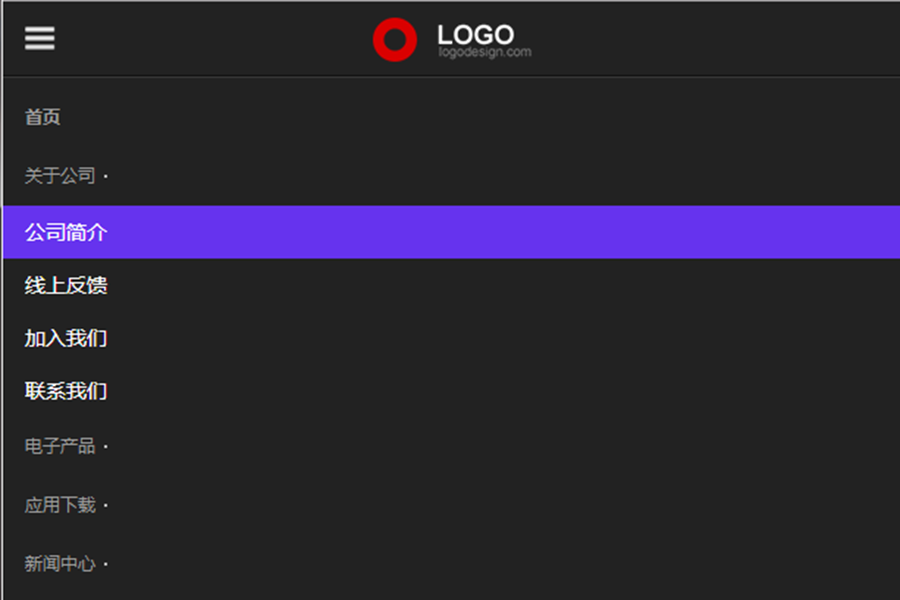 LOGO
logodesign.com
首页
关于公司 ·
公司简介
线上反馈
加入我们
联系我们
电子产品 ·
应用下载 ·
新闻中心 ·